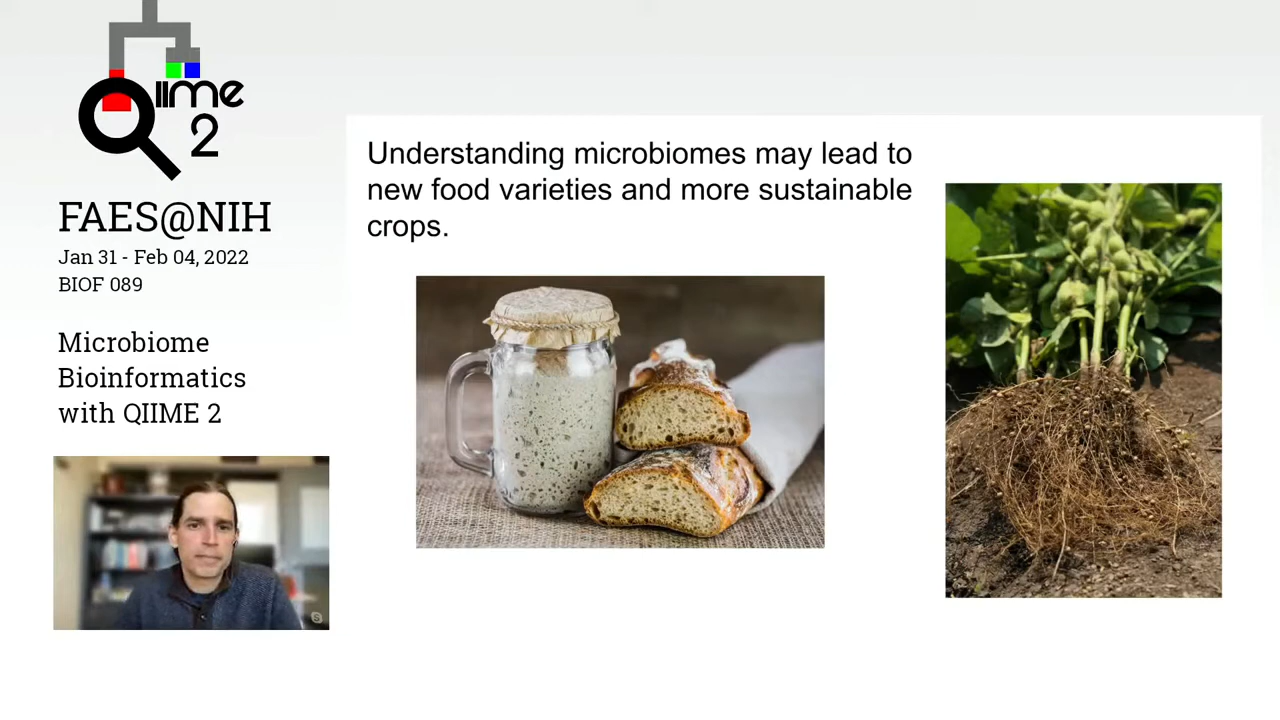 QIIME
2
FAES@NIH
Jan 31 - Feb 04, 2022
BIOF 089
Microbiome
Bioinformatics
with QIIME 2
Understanding microbiomes may lead to
new food varieties and more sustainable
crops.